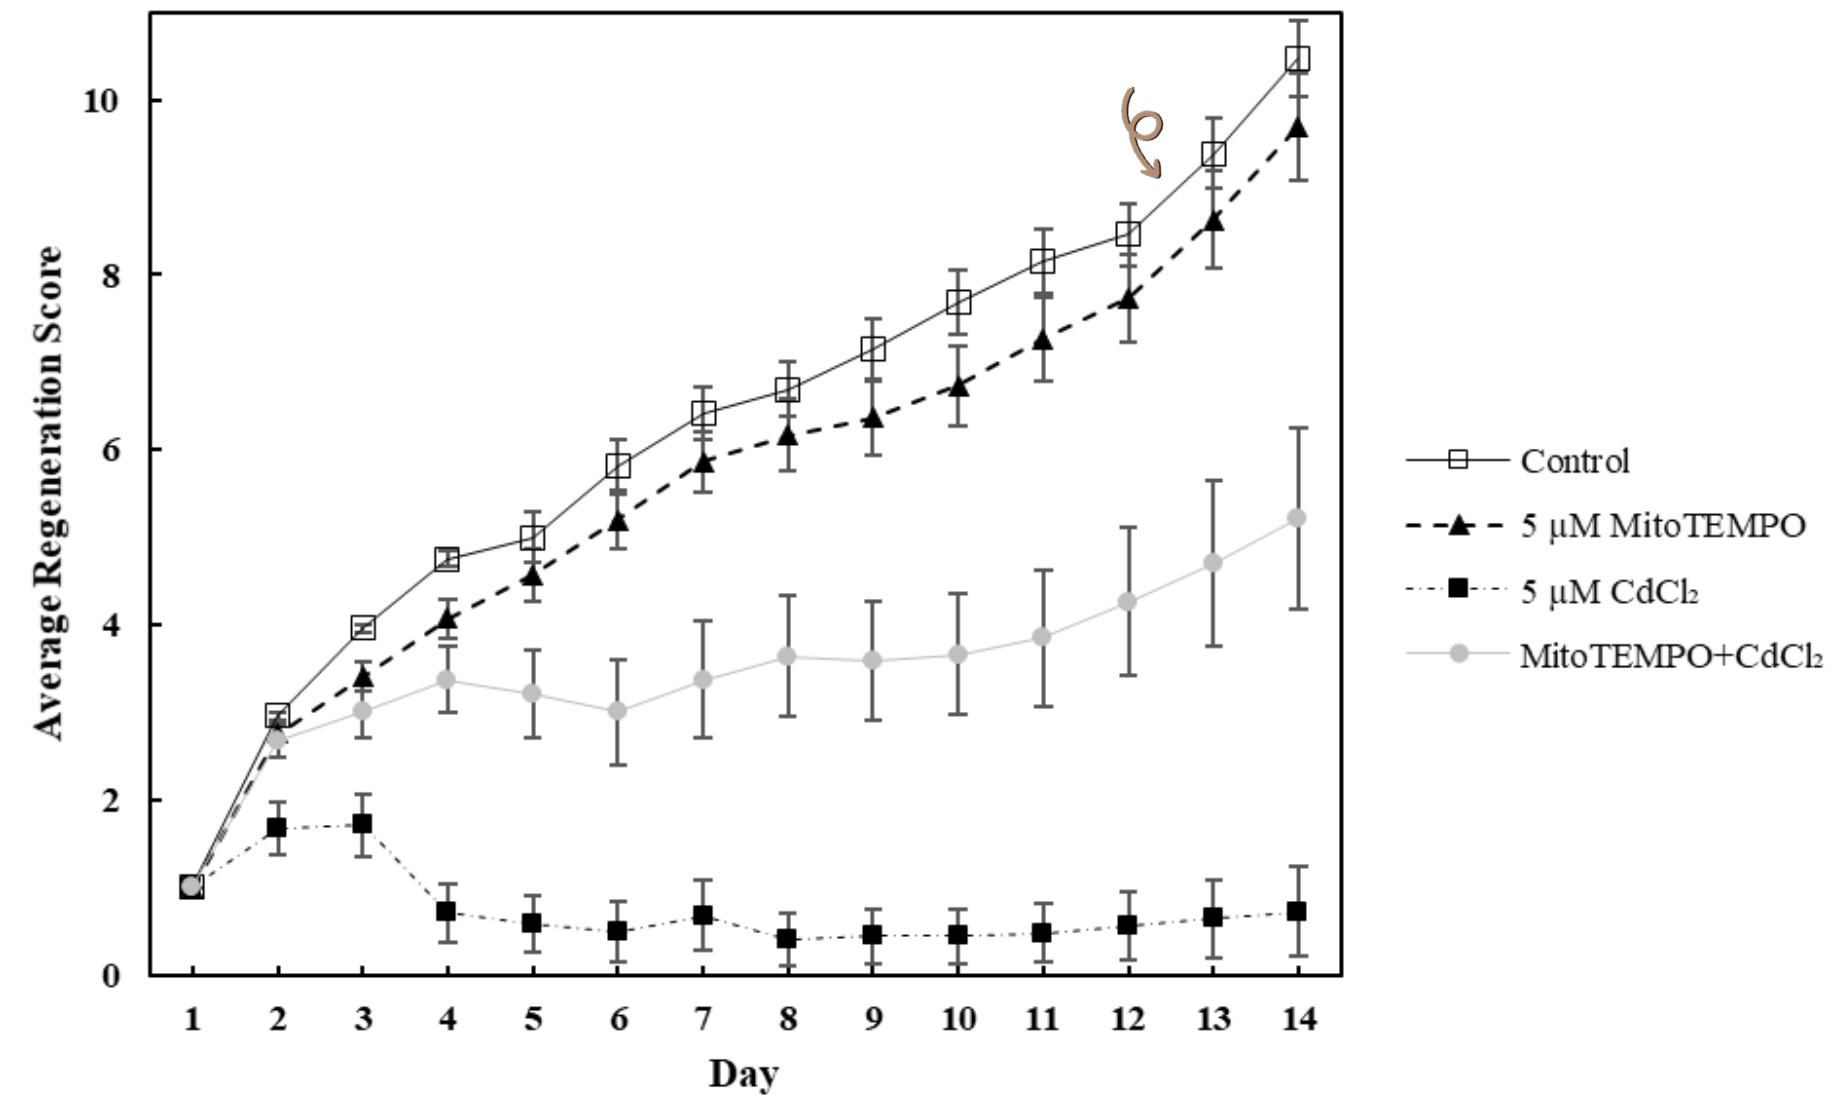 Average Regeneration Score
10
8
6
4
2
0
1 2 3 4 5 6 7 8 9 10 11 12 13 14
Day
Control
5 µM MitoTEMPO
5 µM CdCl₂
MitoTEMPO+CdCl₂